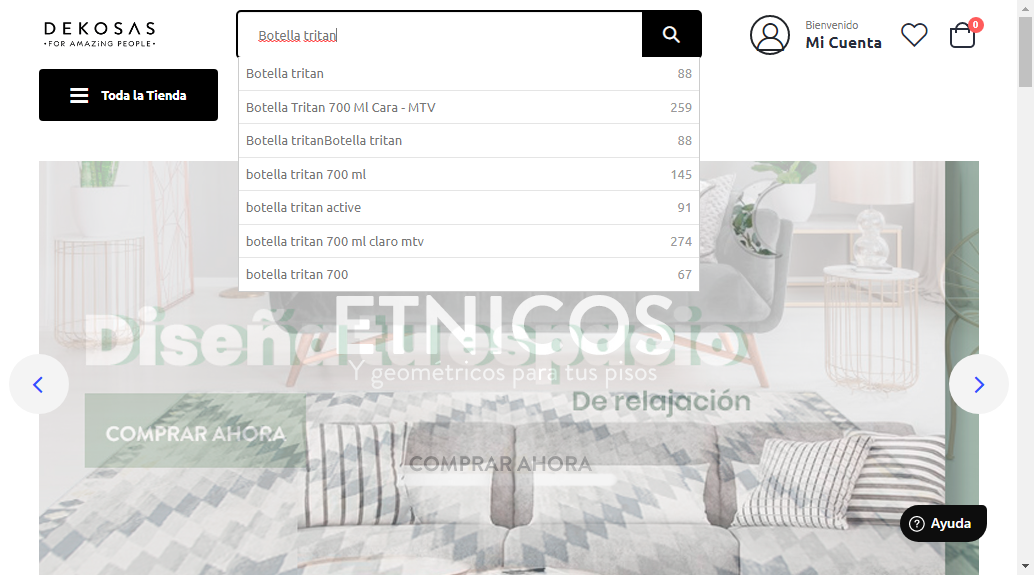 DEKOSAS
•FOR AMAZING PEOPLE•
Botella tritan
Bienvenido
Mi Cuenta
0
Toda la Tienda
Botella tritan 88
Botella Tritan 700 Ml Cara - MTV 259
Botella tritanBotella tritan 88
botella tritan 700 ml 145
botella tritan active 91
botella tritan 700 ml claro mtv 274
botella tritan 700 67
ETNICOS
Diseña tu espacio
Y geométricos para tus pisos
De relajación
COMPRAR AHORA
COMPRAR AHORA
Ayuda